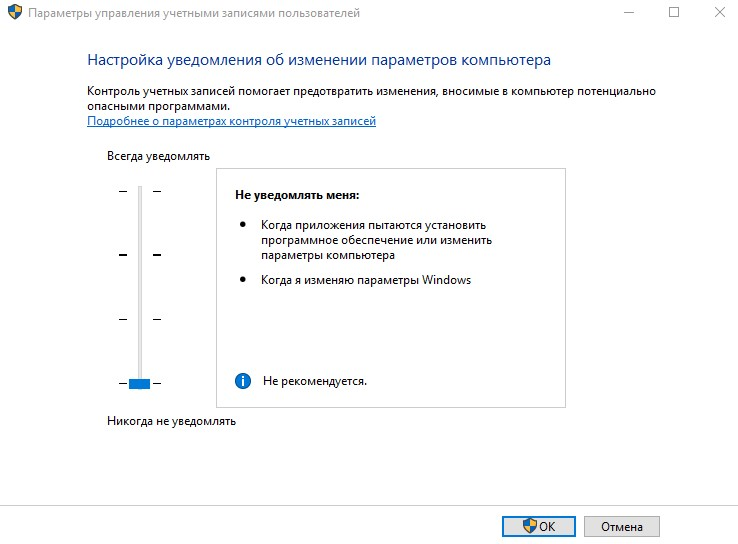 Параметры управления учетными записями пользователей
Настройка уведомления об изменении параметров компьютера
Контроль учетных записей помогает предотвратить изменения, вносимые в компьютер потенциально
опасными программами.
Подробнее о параметрах контроля учетных записей
Всегда уведомлять
Не уведомлять меня:
Когда приложения пытаются установить
программное обеспечение или изменить
параметры компьютера
Когда я изменяю параметры Windows
Не рекомендуется.
Никогда не уведомлять
ОК
Отмена